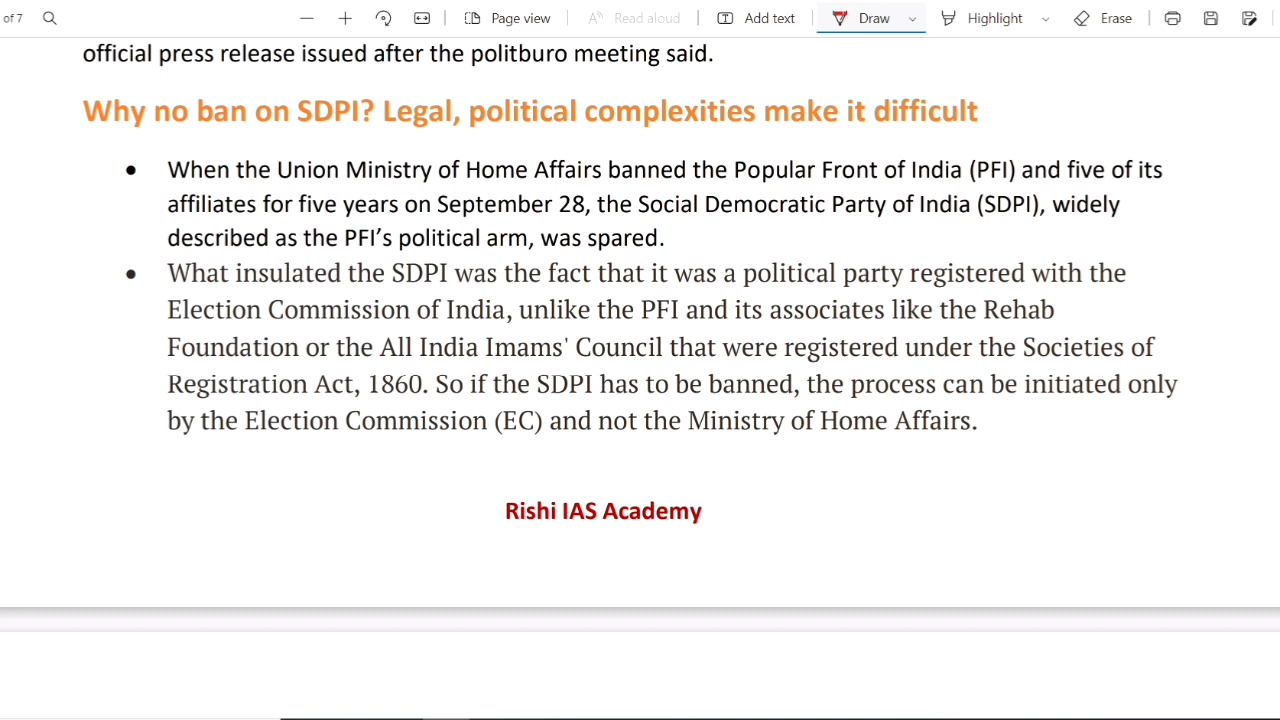 of 7
Page view
Read aloud
Add text
Draw
Highlight
Erase
official press release issued after the politburo meeting said.
Why no ban on SDPI? Legal, political complexities make it difficult
• When the Union Ministry of Home Affairs banned the Popular Front of India (PFI) and five of its
affiliates for five years on September 28, the Social Democratic Party of India (SDPI), widely
described as the PFI’s political arm, was spared.
• What insulated the SDPI was the fact that it was a political party registered with the
Election Commission of India, unlike the PFI and its associates like the Rehab
Foundation or the All India Imams' Council that were registered under the Societies of
Registration Act, 1860. So if the SDPI has to be banned, the process can be initiated only
by the Election Commission (EC) and not the Ministry of Home Affairs.
Rishi IAS Academy